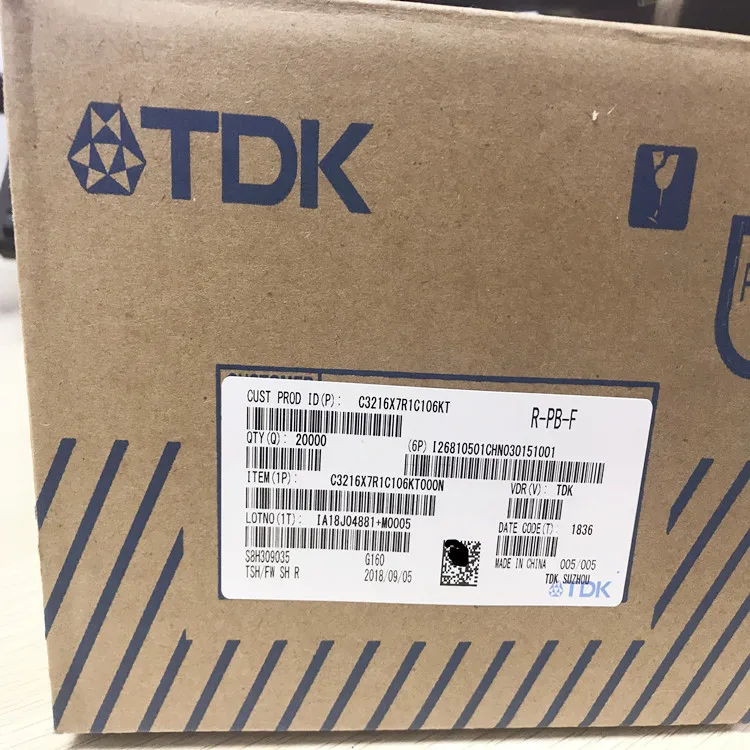 TDK
CUSTOMER
CUST PROD ID(P): C3216X7R1C106KT
R-PB-F
QTY(Q): 20000
(6P) I26810501CHN030151001
ITEM(1P): C3216X7R1C106KT000N
VDR(V): TDK
LOTNO(1T): IA18J04881+M0005
DATE CODE(T): 1836
S8H309035 G160
MADE IN CHINA 005/005
TSH/FW SH R 2018/09/05
TDK SUZHOU
TDK